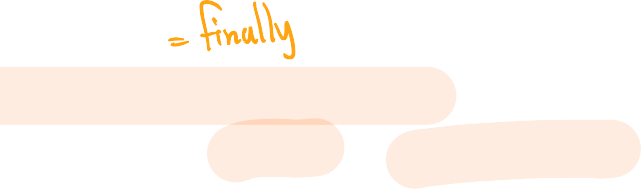 = finally